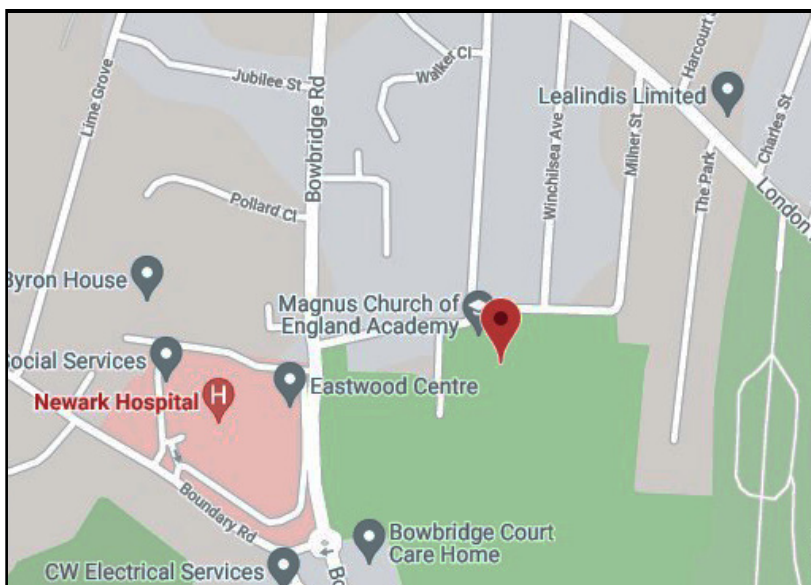 Harcourt S
Jubilee St
Walker Cl
Lealindis Limited
Lime Grove
Bowbridge Rd
Winchilsea Ave
Milner St
Charles St
The Park
Pollard Cl
London
Byron House
Magnus Church of
England Academy
Social Services
Eastwood Centre
Newark Hospital
H
Boundary Rd
Bowbridge Court
Care Home
CW Electrical Services
Bo